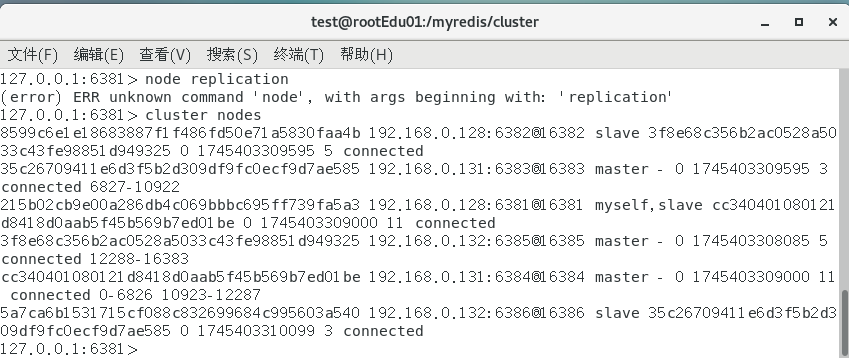 test@rootEdu01:/myredis/cluster
文件(F) 编辑(E) 查看(V) 搜索(S) 终端(T) 帮助(H)
127.0.0.1:6381> node replication
(error) ERR unknown command 'node', with args beginning with: 'replication'
127.0.0.1:6381> cluster nodes
8599c6e1e18683887f1f486fd50e71a5830faa4b 192.168.0.128:6382@16382 slave 3f8e68c356b2ac0528a50
33c43fe98851d949325 0 1745403309595 5 connected
35c26709411e6d3f5b2d309df9fc0ecf9d7ae585 192.168.0.131:6383@16383 master - 0 1745403309595 3
connected 6827-10922
215b02cb9e00a286db4c069bbbc695ff739fa5a3 192.168.0.128:6381@16381 myself,slave cc340401080121
d8418d0aab5f45b569b7ed01be 0 1745403309000 11 connected
3f8e68c356b2ac0528a5033c43fe98851d949325 192.168.0.132:6385@16385 master - 0 1745403308085 5
connected 12288-16383
cc340401080121d8418d0aab5f45b569b7ed01be 192.168.0.131:6384@16384 master - 0 1745403309000 11
connected 0-6826 10923-12287
5a7ca6b1531715cf088c832699684c995603a540 192.168.0.132:6386@16386 slave 35c26709411e6d3f5b2d3
09df9fc0ecf9d7ae585 0 1745403310099 3 connected
127.0.0.1:6381>